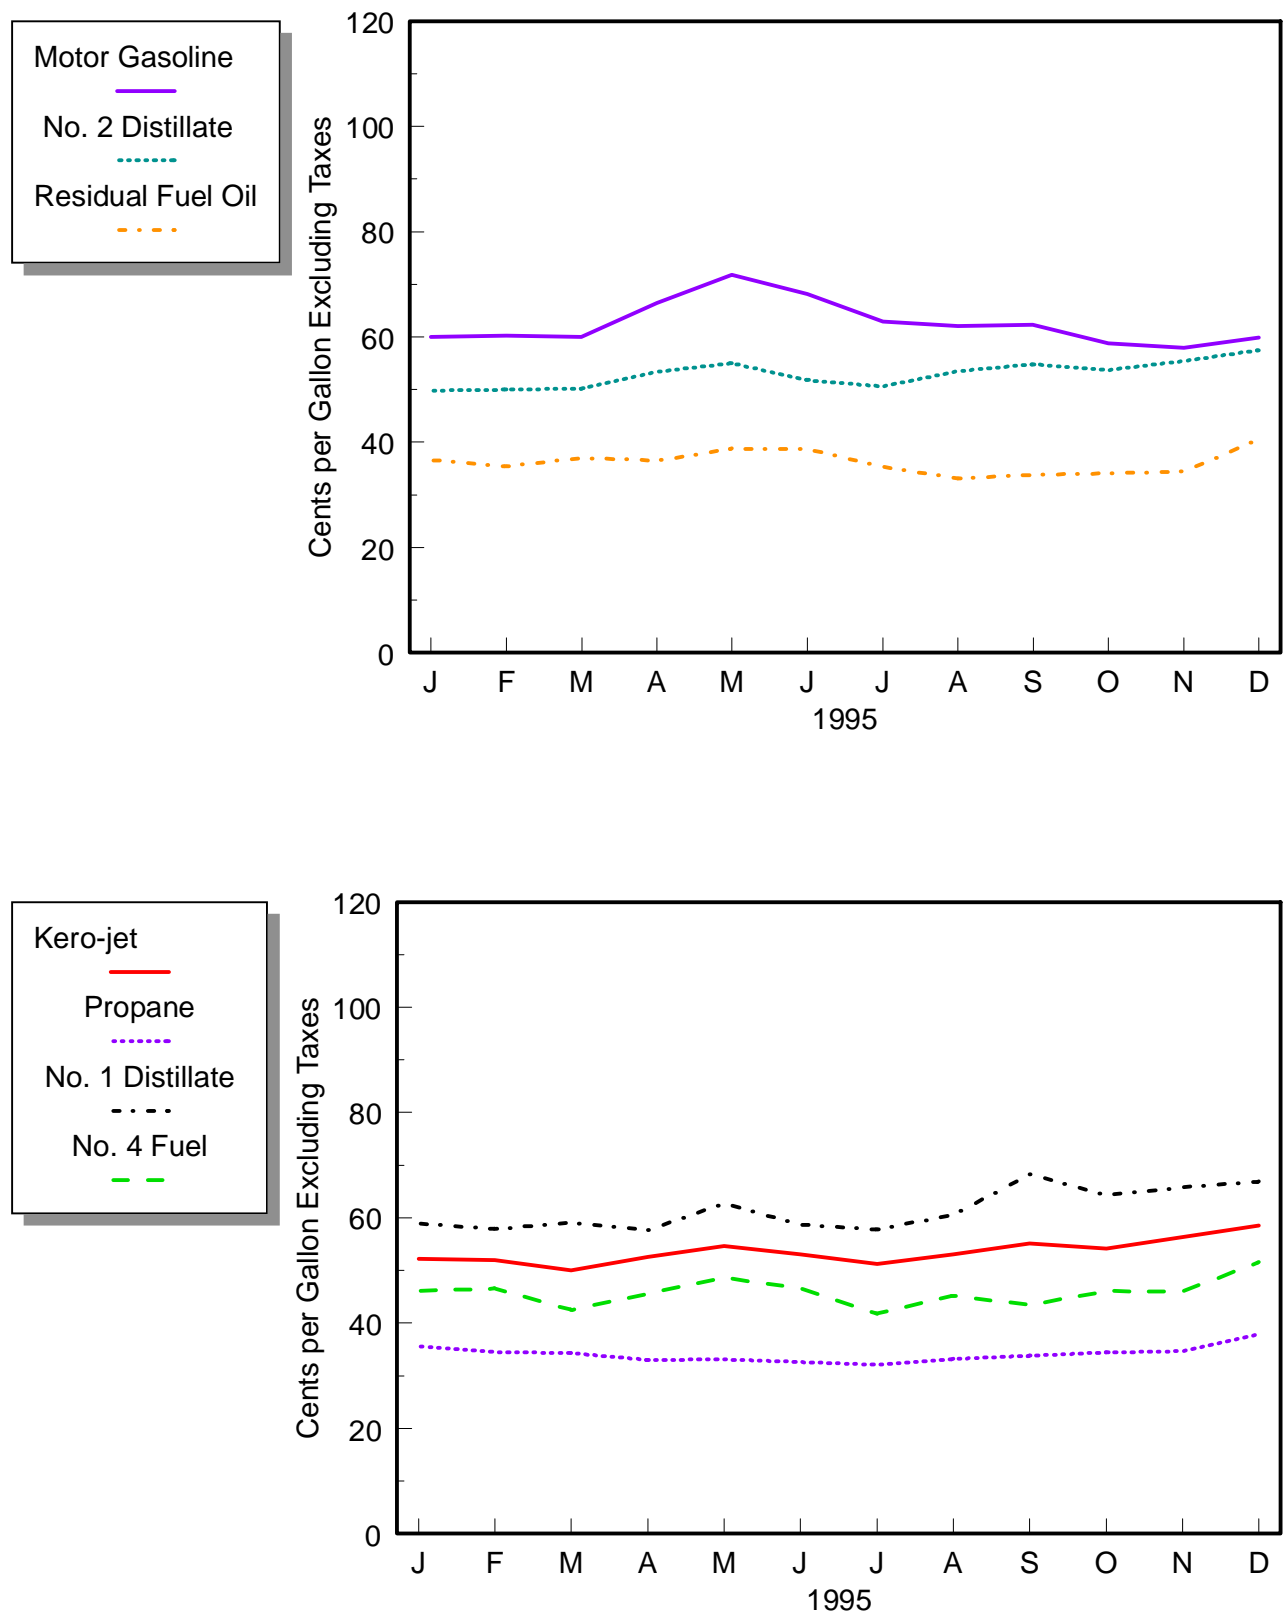 Motor Gasoline
No. 2 Distillate
Residual Fuel Oil
Cents per Gallon Excluding Taxes
120
100
80
60
40
20
0
J F M A M J J A S O N D
1995
Kero-jet
Propane
No. 1 Distillate
No. 4 Fuel
Cents per Gallon Excluding Taxes
120
100
80
60
40
20
0
J F M A M J J A S O N D
1995